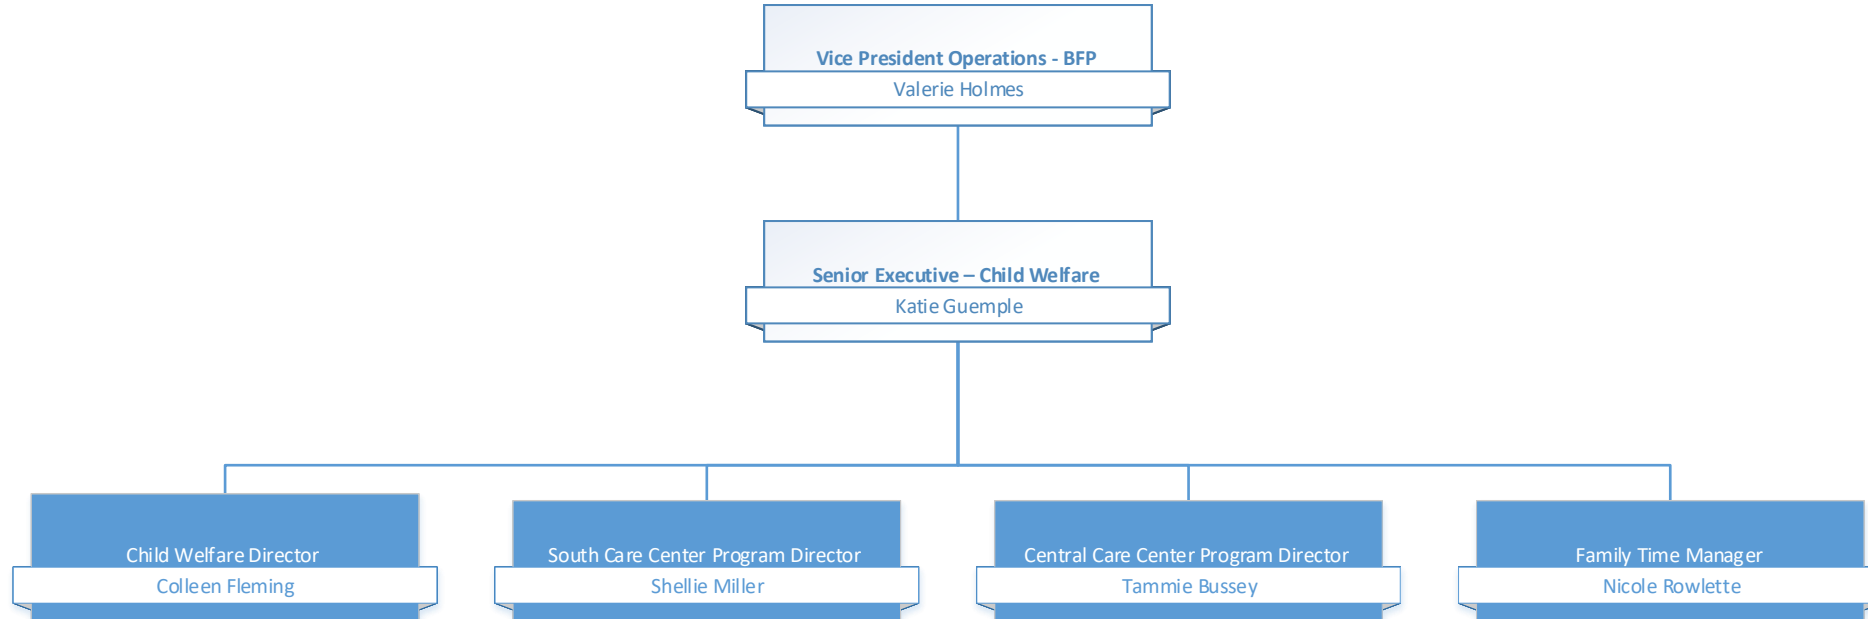 Vice President Operations - BFP
Valerie Holmes
Senior Executive – Child Welfare
Katie Guemple
Child Welfare Director
Colleen Fleming
South Care Center Program Director
Shellie Miller
Central Care Center Program Director
Tammie Bussey
Family Time Manager
Nicole Rowlette